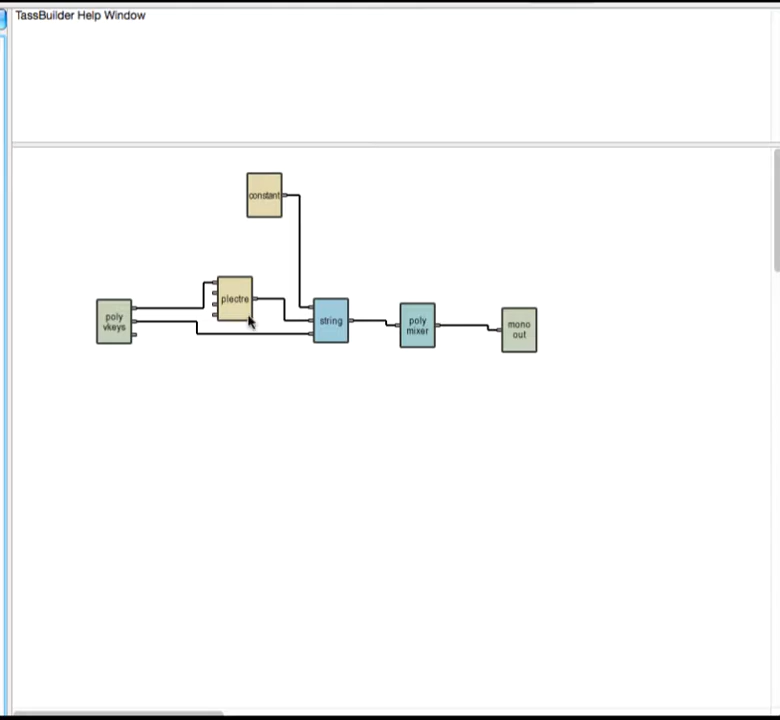 TassBuilder Help Window
constant
plectre
poly
vkeys
string
poly
mixer
mono
out